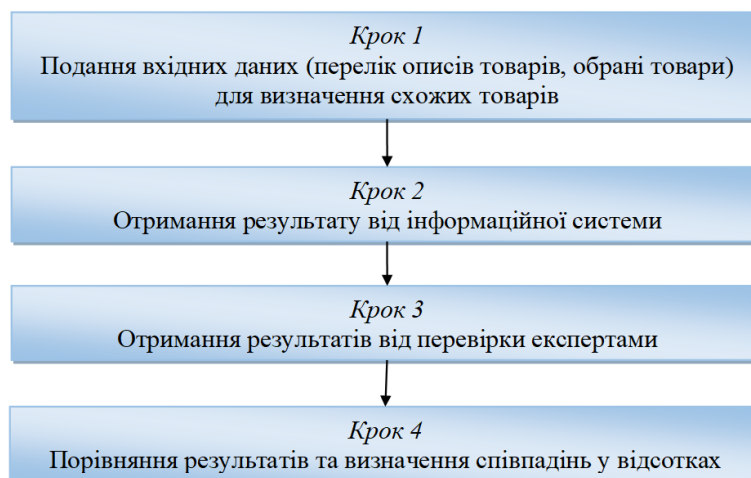 Крок 1
Подання вхідних даних (перелік описів товарів, обрані товари)
для визначення схожих товарів
Крок 2
Отримання результату від інформаційної системи
Крок 3
Отримання результатів від перевірки експертами
Крок 4
Порівняння результатів та визначення співпадінь у відсотках